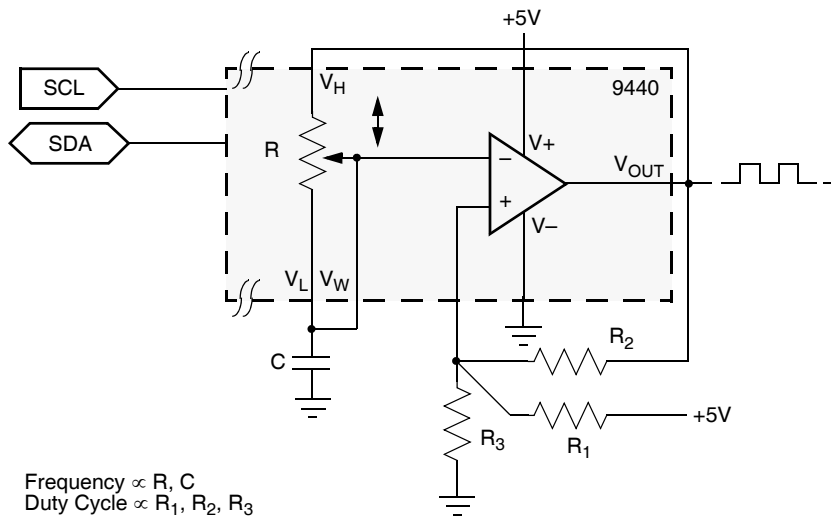 +5V
SCL
SDA
V_H
9440
R
−
V+
V_OUT
+
V–
V_L V_W
C
R_2
R_1
+5V
R_3
Frequency ∝ R, C
Duty Cycle ∝ R_1, R_2, R_3